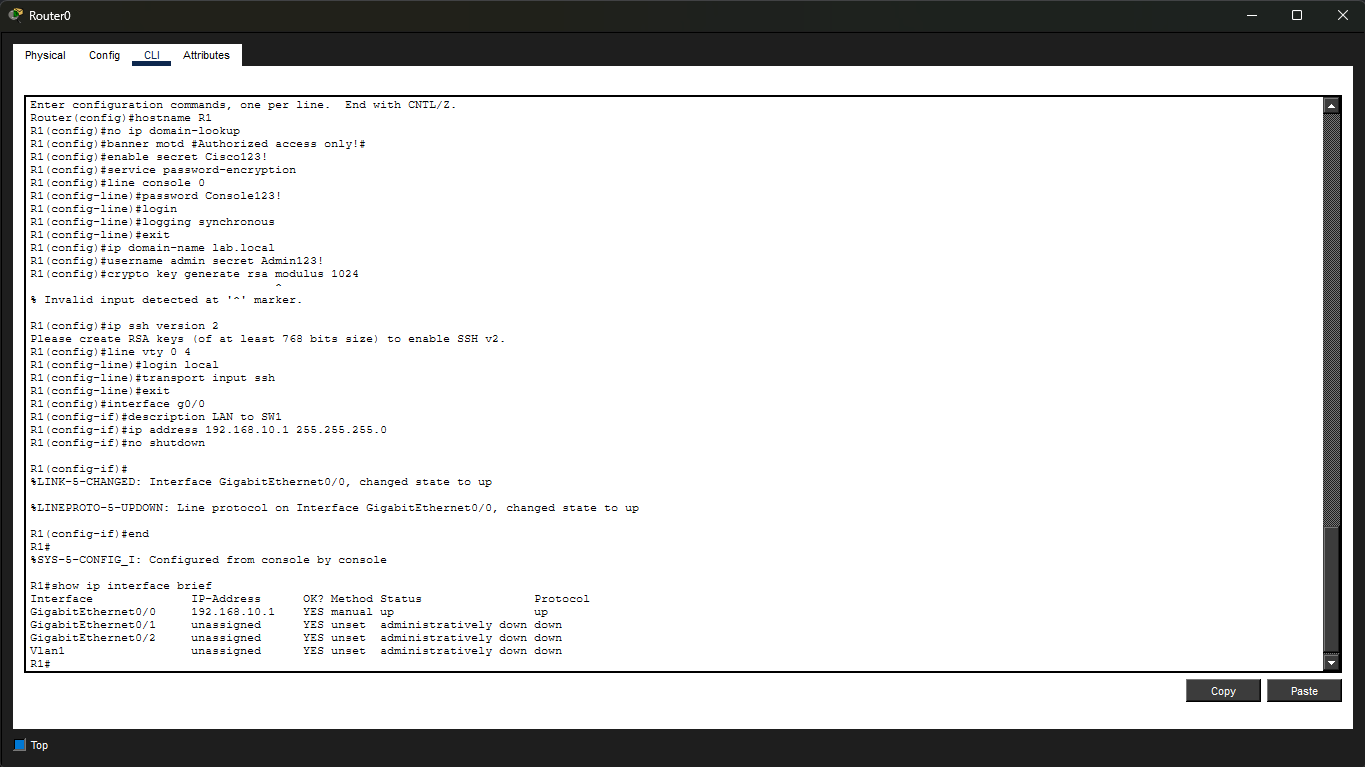 Router0
Physical Config CLI Attributes
Enter configuration commands, one per line.  End with CNTL/Z.
Router(config)#hostname R1
R1(config)#no ip domain-lookup
R1(config)#banner motd #Authorized access only!#
R1(config)#enable secret Cisco123!
R1(config)#service password-encryption
R1(config)#line console 0
R1(config-line)#password Console123!
R1(config-line)#login
R1(config-line)#logging synchronous
R1(config-line)#exit
R1(config)#ip domain-name lab.local
R1(config)#username admin secret Admin123!
R1(config)#crypto key generate rsa modulus 1024
                                   ^
% Invalid input detected at '^' marker.
R1(config)#ip ssh version 2
Please create RSA keys (of at least 768 bits size) to enable SSH v2.
R1(config)#line vty 0 4
R1(config-line)#login local
R1(config-line)#transport input ssh
R1(config-line)#exit
R1(config)#interface g0/0
R1(config-if)#description LAN to SW1
R1(config-if)#ip address 192.168.10.1 255.255.255.0
R1(config-if)#no shutdown
R1(config-if)#
%LINK-5-CHANGED: Interface GigabitEthernet0/0, changed state to up
%LINEPROTO-5-UPDOWN: Line protocol on Interface GigabitEthernet0/0, changed state to up
R1(config-if)#end
R1#
%SYS-5-CONFIG_I: Configured from console by console
R1#show ip interface brief
Interface              IP-Address      OK? Method Status                Protocol
GigabitEthernet0/0     192.168.10.1    YES manual up                    up
GigabitEthernet0/1     unassigned      YES unset  administratively down down
GigabitEthernet0/2     unassigned      YES unset  administratively down down
Vlan1                  unassigned      YES unset  administratively down down
R1#
Copy Paste
Top